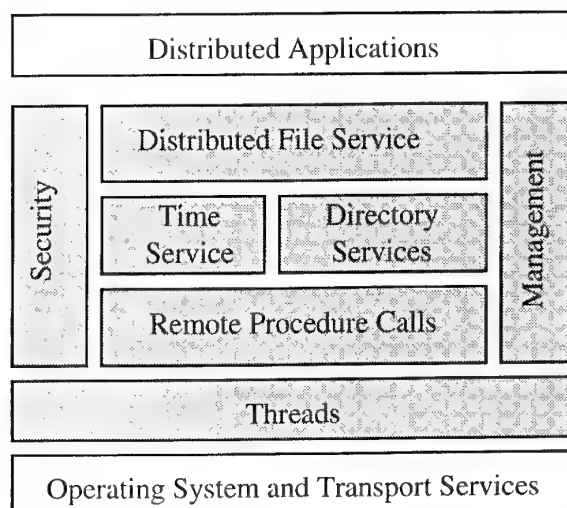 Distributed Applications
Security
Distributed File Service
Time
Service
Directory
Services
Remote Procedure Calls
Management
Threads
Operating System and Transport Services